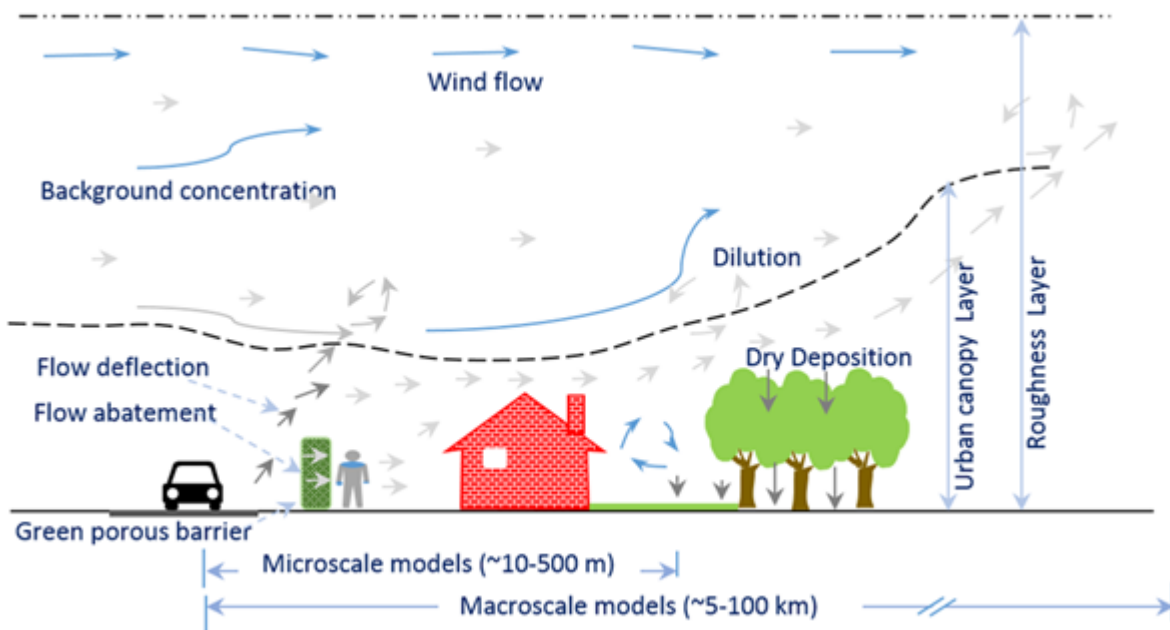 Wind flow
Background concentration
Dilution
Flow deflection
Dry Deposition
Flow abatement
Urban canopy Layer
Roughness Layer
Green porous barrier
Microscale models (~10-500 m)
Macroscale models (~5-100 km)